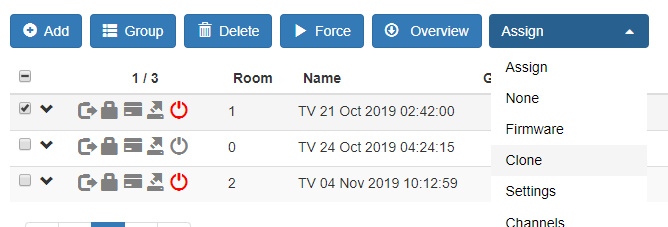 Add Group Delete Force Overview Assign
Assign
1 / 3 Room Name G
None
1 TV 21 Oct 2019 02:42:00
Firmware
0 TV 24 Oct 2019 04:24:15
Clone
2 TV 04 Nov 2019 10:12:59
Settings
Channels